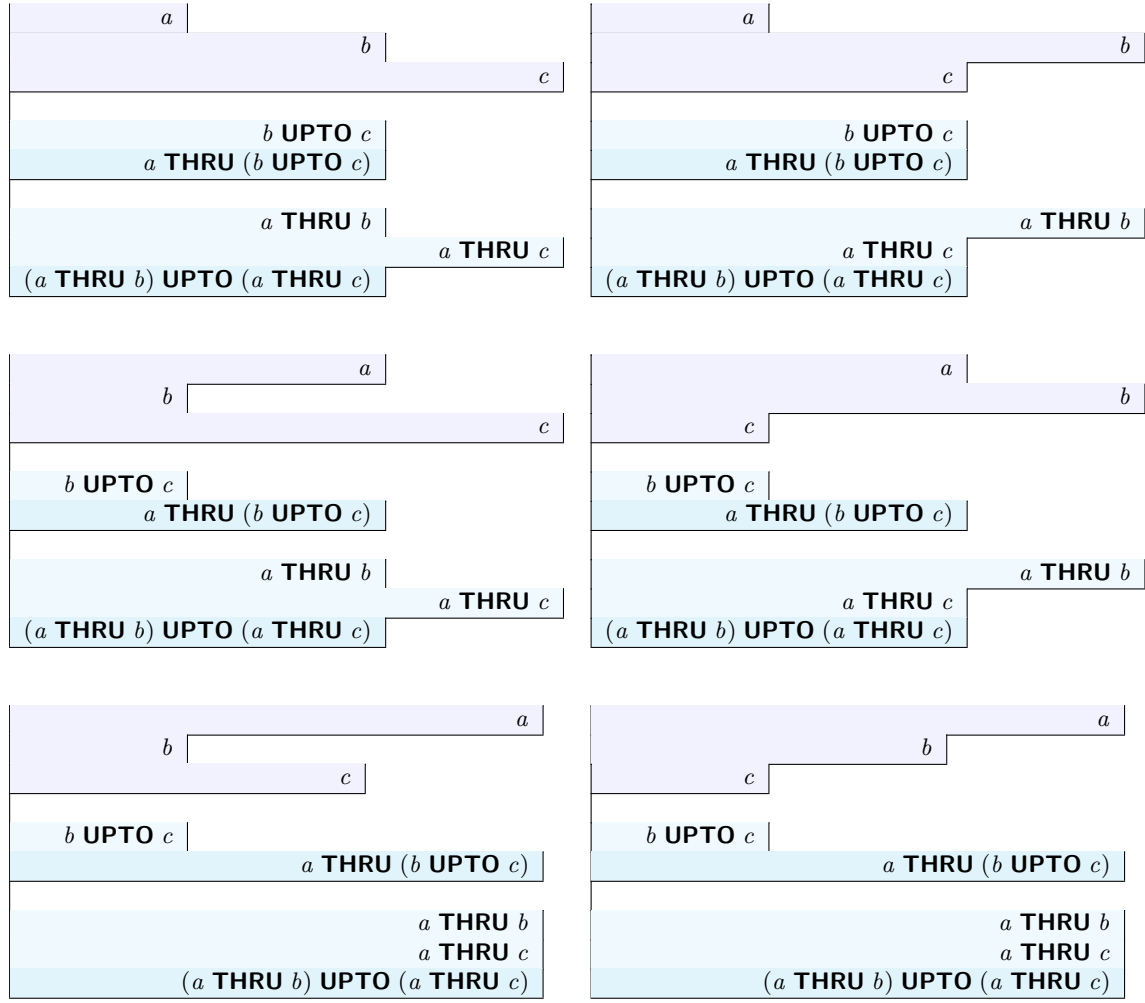 a
b
c
b UPTO c
a THRU (b UPTO c)
a THRU b
a THRU c
(a THRU b) UPTO (a THRU c)
a
b
c
b UPTO c
a THRU (b UPTO c)
a THRU b
a THRU c
(a THRU b) UPTO (a THRU c)
a
b
c
b UPTO c
a THRU (b UPTO c)
a THRU b
a THRU c
(a THRU b) UPTO (a THRU c)
a
b
c
b UPTO c
a THRU (b UPTO c)
a THRU b
a THRU c
(a THRU b) UPTO (a THRU c)
a
b
c
b UPTO c
a THRU (b UPTO c)
a THRU b
a THRU c
(a THRU b) UPTO (a THRU c)
a
b
c
b UPTO c
a THRU (b UPTO c)
a THRU b
a THRU c
(a THRU b) UPTO (a THRU c)